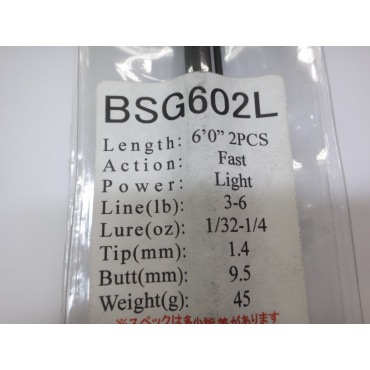 BSG602L
Length: 6'0" 2PCS
Action: Fast
Power: Light
Line(lb): 3-6
Lure(oz): 1/32-1/4
Tip(mm): 1.4
Butt(mm): 9.5
Weight(g): 45
※スペックは多少誤差があります